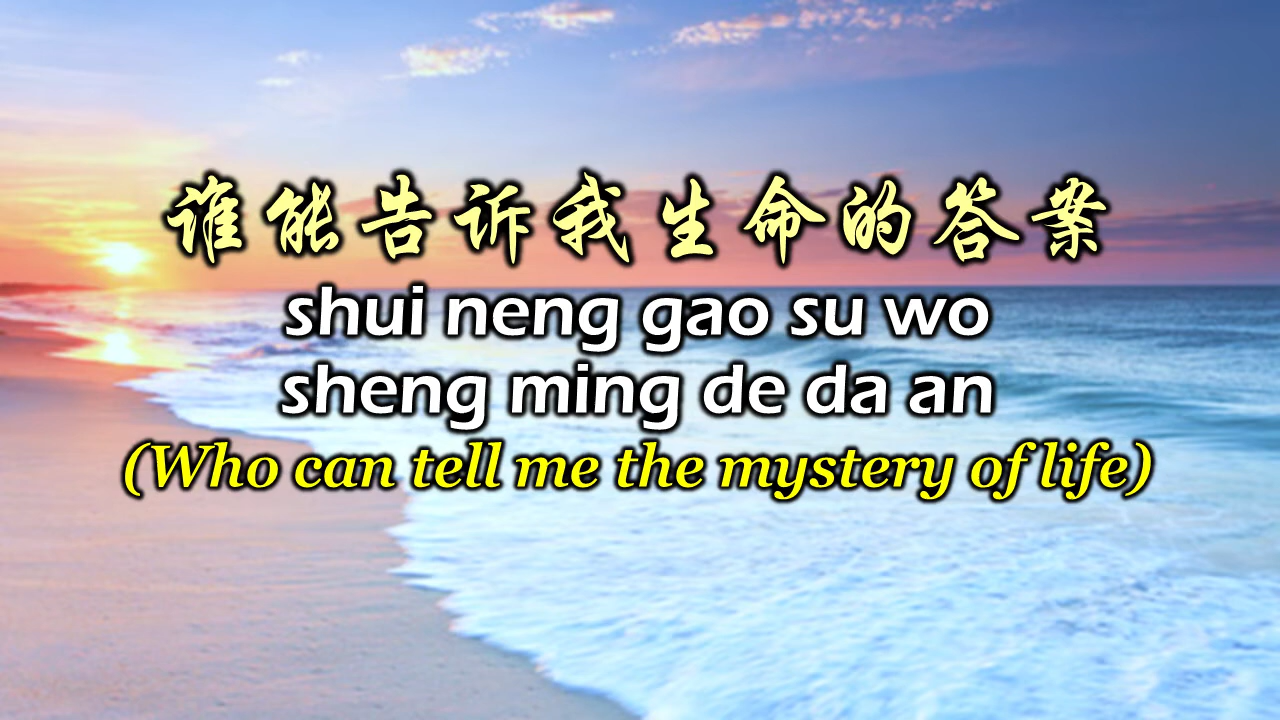 谁能告诉我生命的答案
shui neng gao su wo
sheng ming de da an
(Who can tell me the mystery of life)